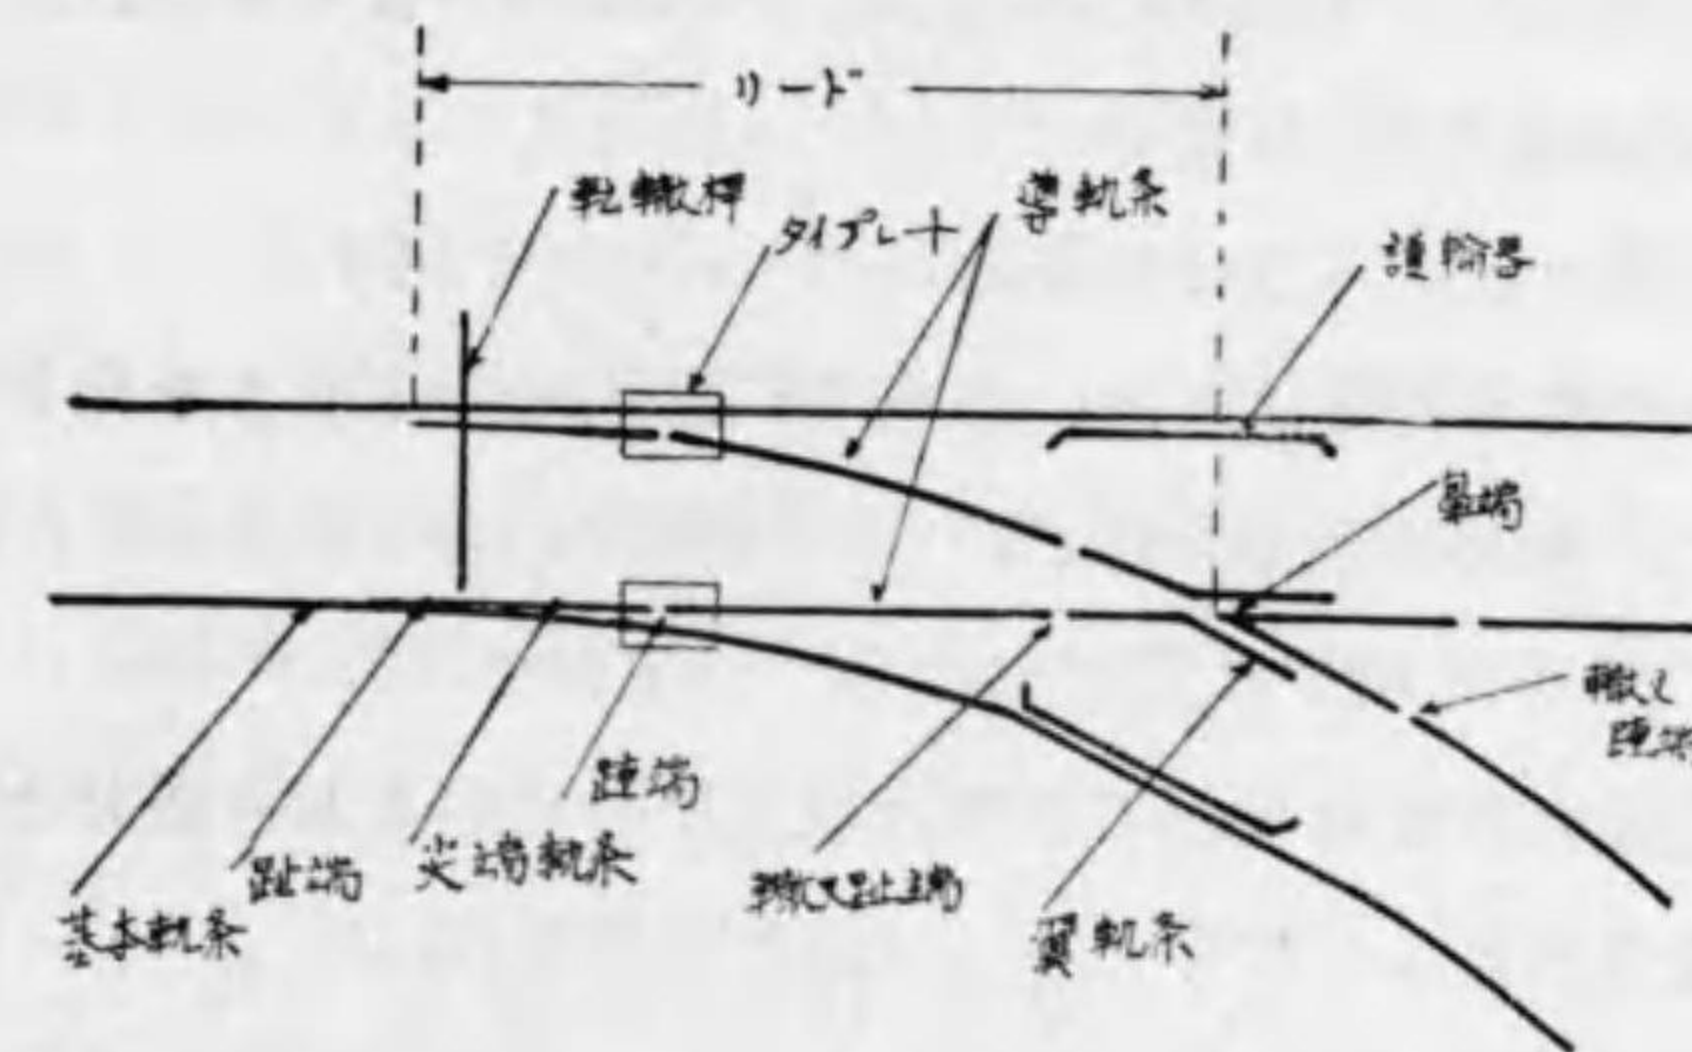 リード
転轍桿
タイプレート
導軌条
護輪器
鼻端
轍叉
踵端
踵端
趾端
尖端軌条
轍叉趾端
翼軌条
基本軌条